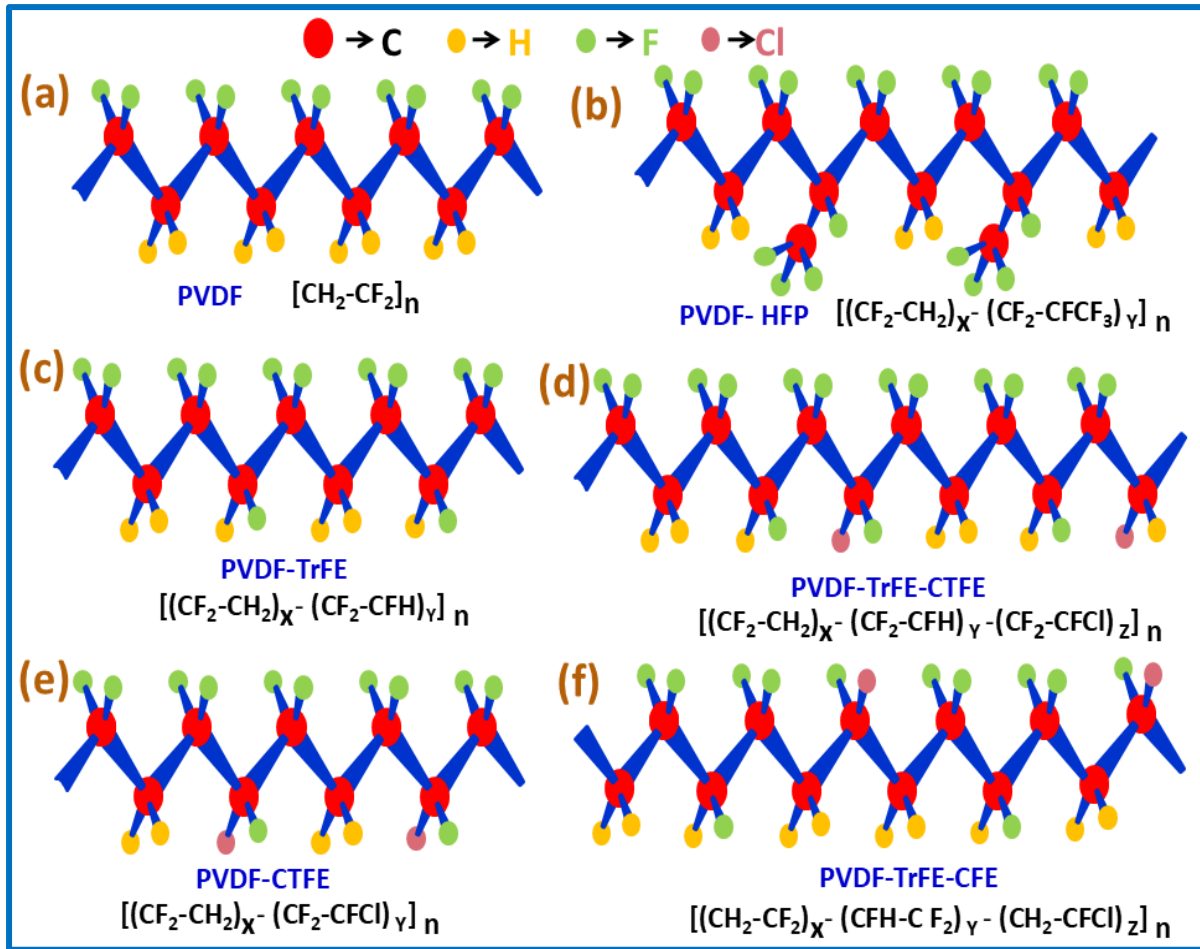 →C →H →F →Cl
(a)
PVDF [CH₂-CF₂]n
(b)
PVDF- HFP [(CF₂-CH₂)x- (CF₂-CFCF₃)Y] n
(c)
PVDF-TrFE
[(CF₂-CH₂)x- (CF₂-CFH)Y] n
(d)
PVDF-TrFE-CTFE
[(CF₂-CH₂)x- (CF₂-CFH) Y -(CF₂-CFCl) z] n
(e)
PVDF-CTFE
[(CF₂-CH₂)x- (CF₂-CFCl) Y] n
(f)
PVDF-TrFE-CFE
[(CH₂-CF₂)x- (CFH-C F₂) Y - (CH₂-CFCl) z] n